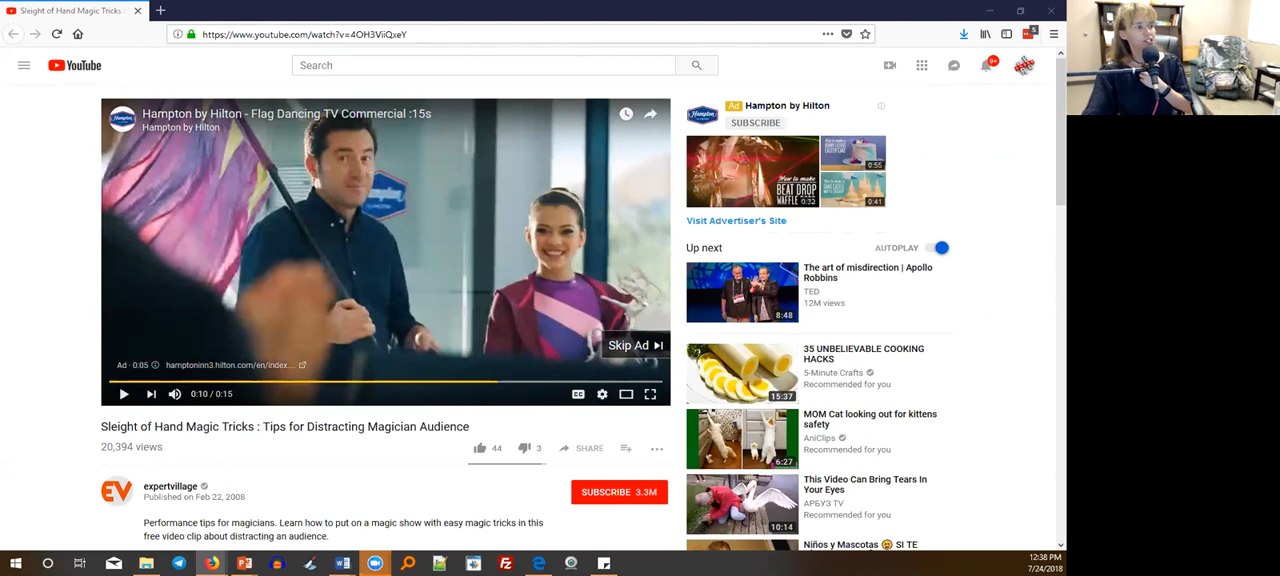 Sleight of Hand Magic Tricks :
https://www.youtube.com/watch?v=4OH3ViiQxeY
YouTube
Search
9+
Hampton by Hilton - Flag Dancing TV Commercial :15s
Hampton by Hilton
Hampton
Skip Ad
Ad · 0:05 hamptoninn3.hilton.com/en/index....
0:10 / 0:15
CC
Sleight of Hand Magic Tricks : Tips for Distracting Magician Audience
20,394 views
44
3
SHARE
EV
expertvillage
Published on Feb 22, 2008
SUBSCRIBE 3.3M
Performance tips for magicians. Learn how to put on a magic show with easy magic tricks in this
free video clip about distracting an audience.
Hampton
Ad Hampton by Hilton
SUBSCRIBE
How to make
BEAT DROP
WAFFLE
0:32
0:55
0:41
Visit Advertiser's Site
Up next
AUTOPLAY
The art of misdirection | Apollo
Robbins
TED
12M views
8:48
35 UNBELIEVABLE COOKING
HACKS
5-Minute Crafts
Recommended for you
15:37
MOM Cat looking out for kittens
safety
AniClips
Recommended for you
6:27
This Video Can Bring Tears In
Your Eyes
АРБУЗ TV
Recommended for you
10:14
Niños y Mascotas SI TE
12:38 PM
7/24/2018